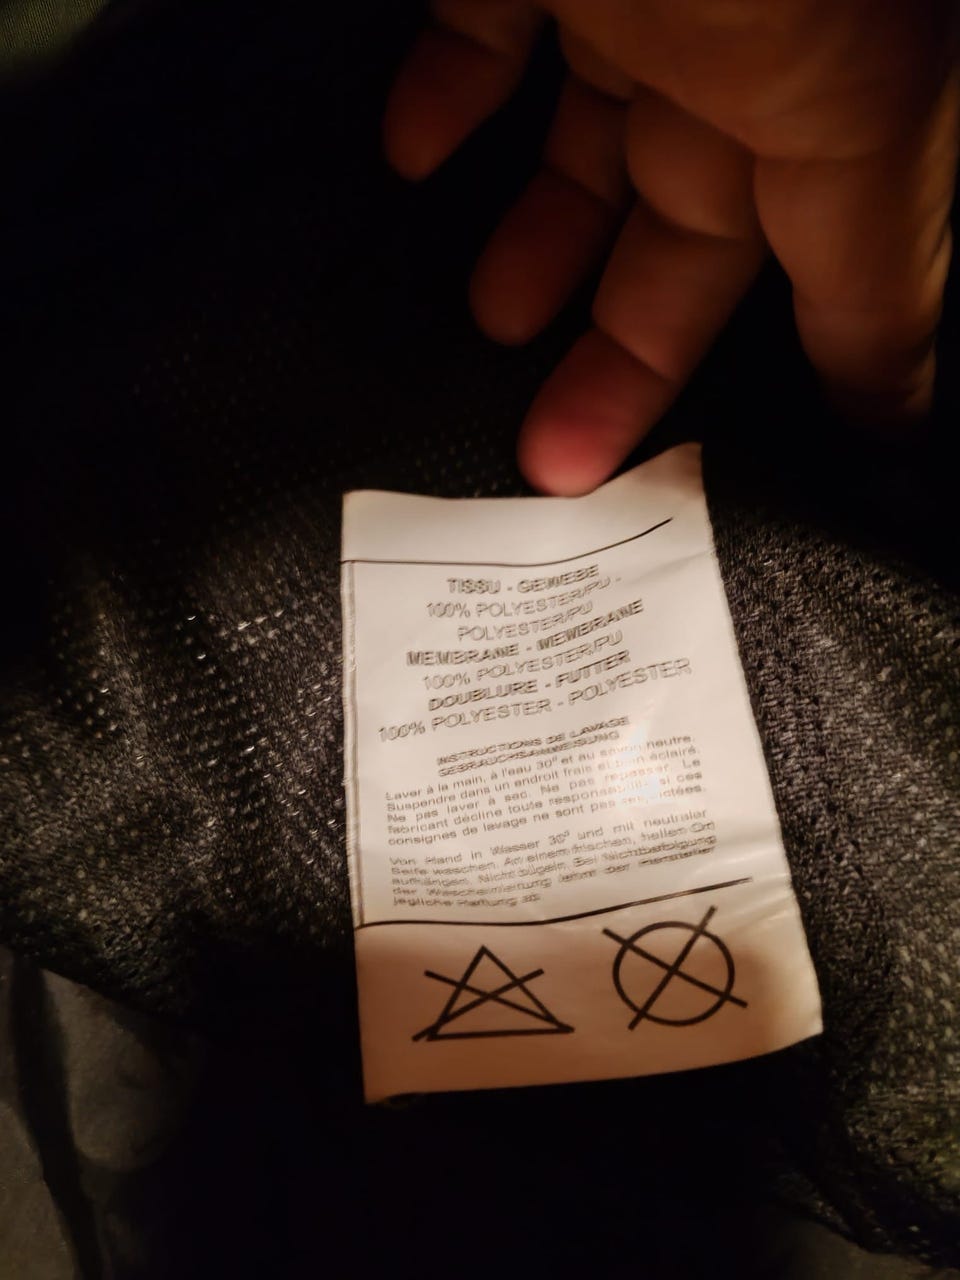 TISSU - GEWEBE
100% POLYESTER/PU -
POLYESTER/PU
MEMBRANE - MEMBRANE
100% POLYESTER/PU
DOUBLURE - FUTTER
100% POLYESTER - POLYESTER
INSTRUCTIONS DE LAVAGE
GEBRAUCHSANWEISUNG
Laver à la main, à l'eau 30° et au savon neutre.
Suspendre dans un endroit frais et bien éclairé.
Ne pas laver à sec. Ne pas repasser. Le
fabricant décline toute responsabilité si ces
consignes de lavage ne sont pas respectées.
Von Hand in Wasser 30° und mit neutraler
Seife waschen. An einem frischen, hellen Ort
aufhängen. Nicht bügeln. Bei Nichtbefolgung
der Wascheinleitung lehnt der Hersteller
jegliche Haftung ab